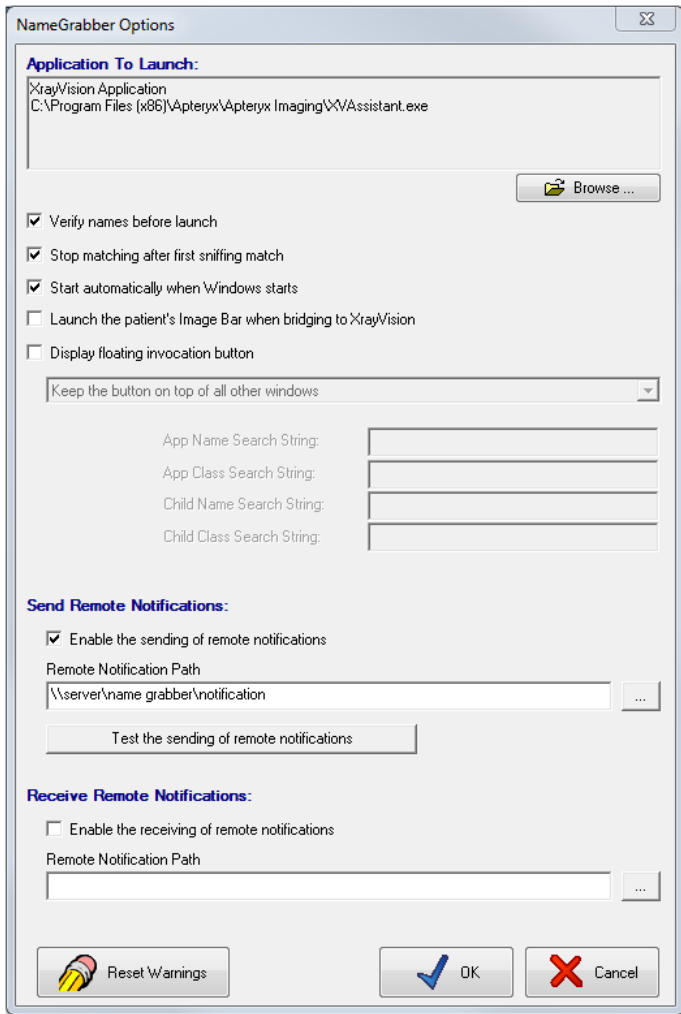 NameGrabber Options
Application To Launch:
XrayVision Application
C:\Program Files (x86)\Apteryx\Apteryx Imaging\XVAssistant.exe
Browse ...
Verify names before launch
Stop matching after first sniffing match
Start automatically when Windows starts
Launch the patient's Image Bar when bridging to XrayVision
Display floating invocation button
Keep the button on top of all other windows
App Name Search String:
App Class Search String:
Child Name Search String:
Child Class Search String:
Send Remote Notifications:
Enable the sending of remote notifications
Remote Notification Path
\\server\name grabber\notification
...
Test the sending of remote notifications
Receive Remote Notifications:
Enable the receiving of remote notifications
Remote Notification Path
...
Reset Warnings
OK
Cancel